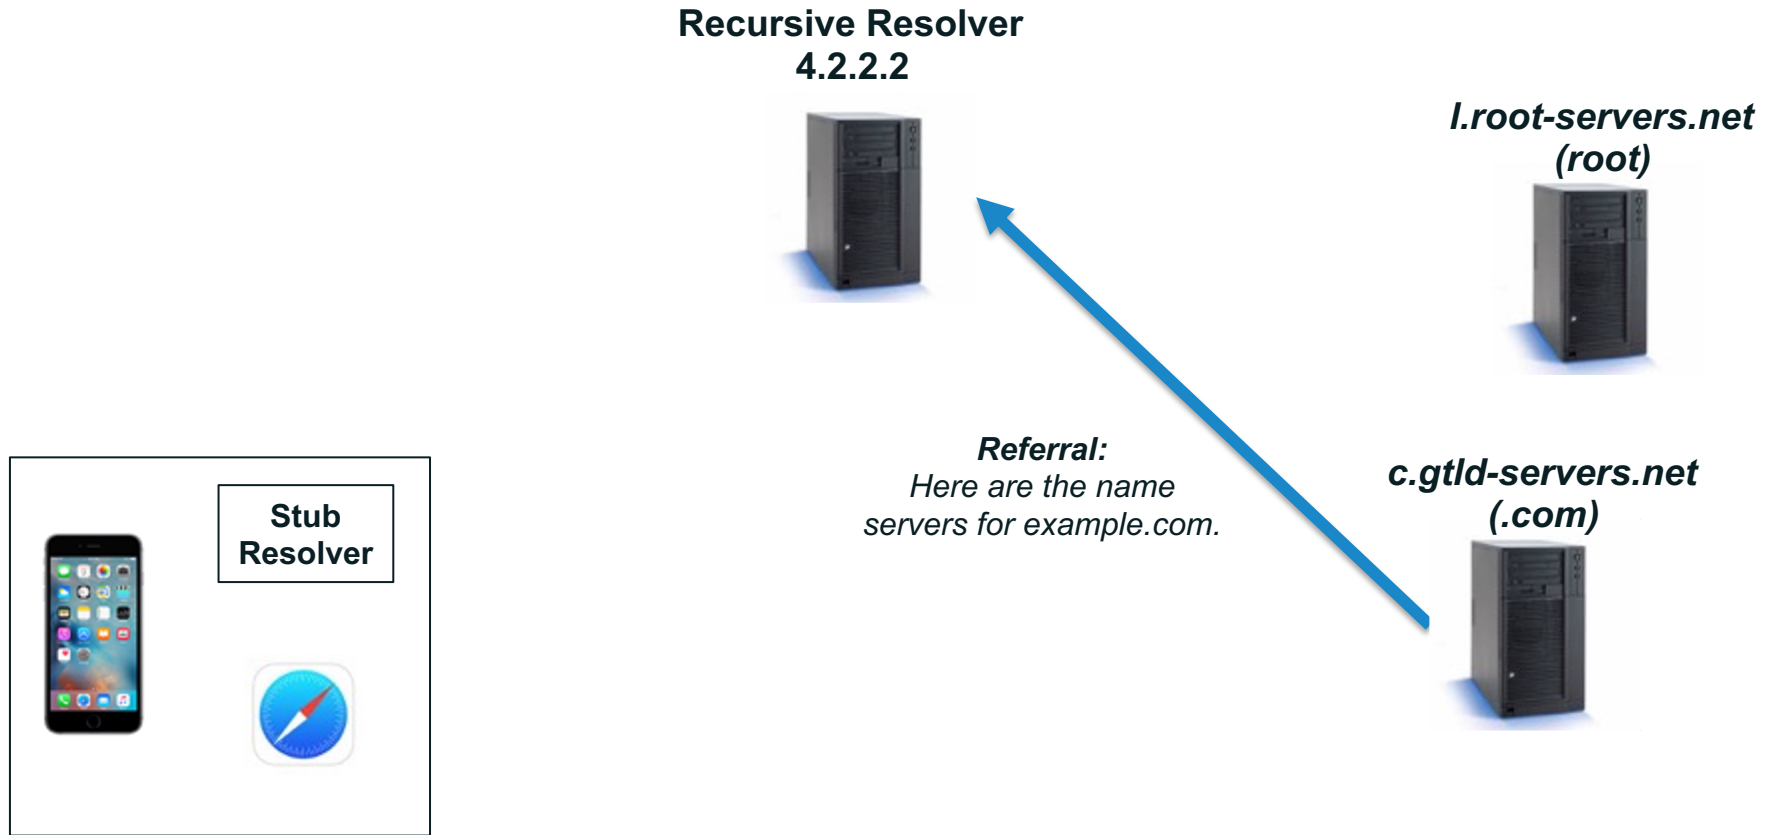 Recursive Resolver
4.2.2.2
l.root-servers.net
(root)
Referral:
Here are the name
servers for example.com.
c.gtld-servers.net
(.com)
Stub
Resolver